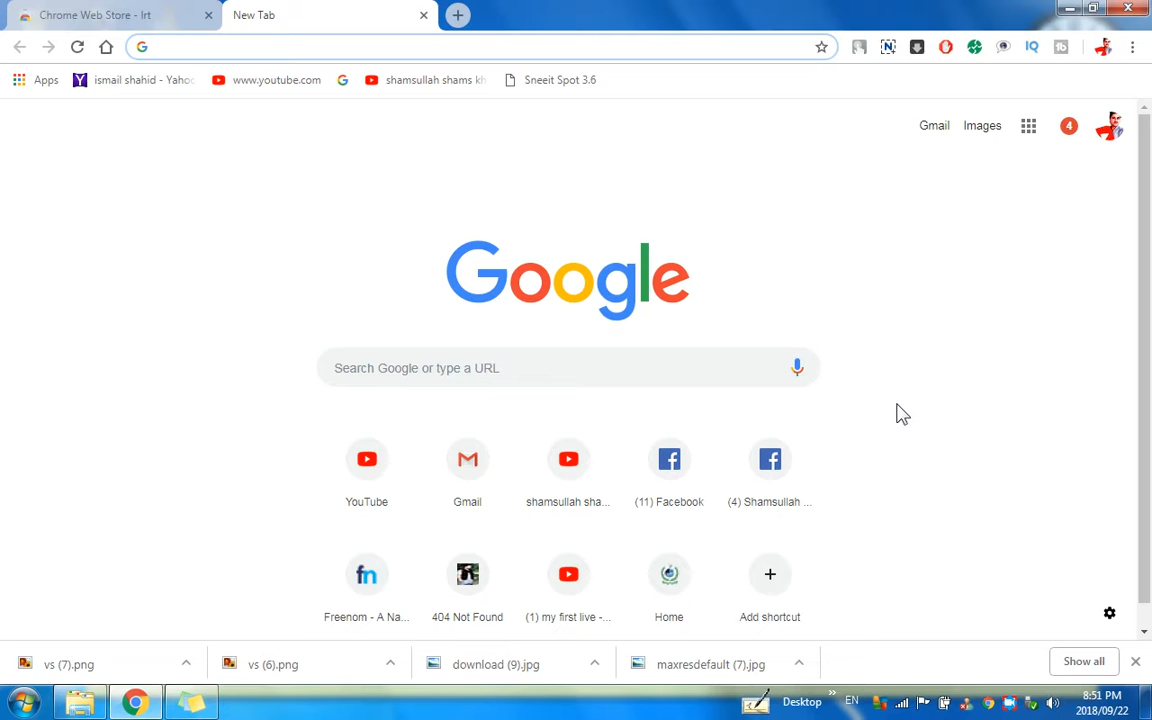 Chrome Web Store - Irt
New Tab
Apps
ismail shahid - Yahoo
www.youtube.com
shamsullah shams kh
Sneeit Spot 3.6
Gmail
Images
4
Google
Search Google or type a URL
YouTube
Gmail
shamsullah sha...
(11) Facebook
(4) Shamsullah ...
Freenom - A Na...
404 Not Found
(1) my first live -...
Home
Add shortcut
vs (7).png
vs (6).png
download (9).jpg
maxresdefault (7).jpg
Show all
Desktop
EN
8:51 PM
2018/09/22